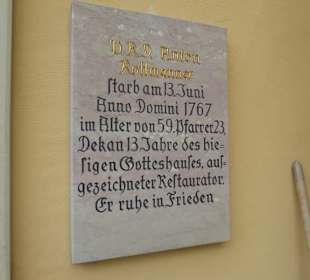 Anton
starb am 13. Juni
Anno Domini 1767
im Alter von 59. Pfarrer 23,
Dekan 13 Jahre des hie-
sigen Gotteshauses, aus-
gezeichneter Restaurator.
Er ruhe in Frieden